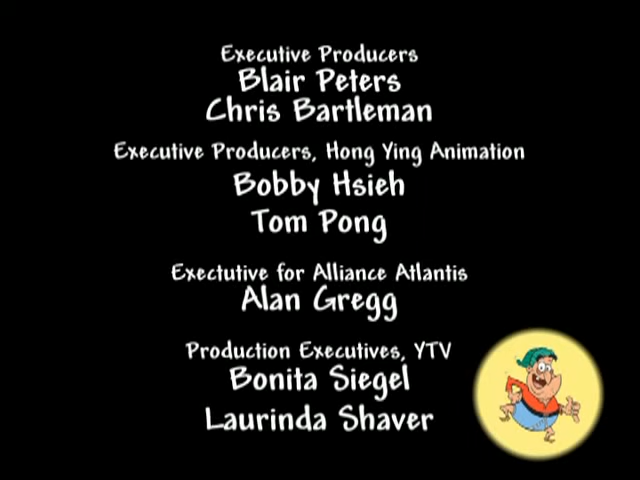 Executive Producers
Blair Peters
Chris Bartleman
Executive Producers, Hong Ying Animation
Bobby Hsieh
Tom Pong
Exectutive for Alliance Atlantis
Alan Gregg
Production Executives, YTV
Bonita Siegel
Laurinda Shaver